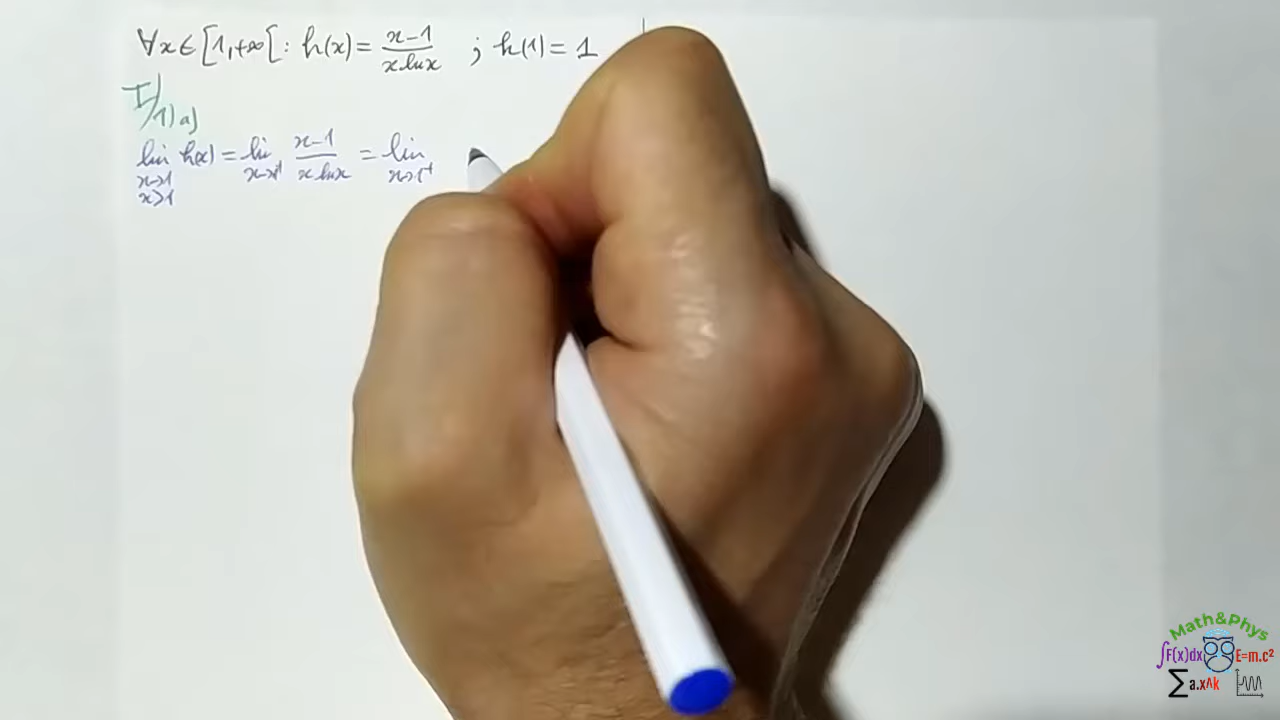 ∀x ∈ [1,+∞[ : h(x) = (x-1)/(x ln x) ; h(1) = 1
I/
1) a)
lim h(x) = lim (x-1)/(x ln x) = lim
x→1 x→1⁺ x→1⁺
x>1
Math&Phys
∫F(x)dx E=m.c²
∑ a.x^k